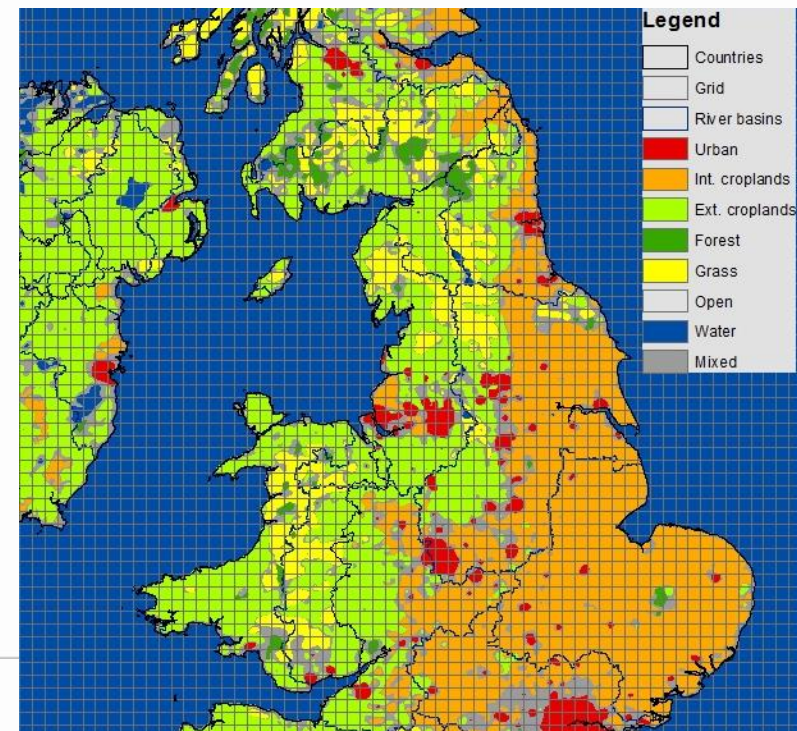 Legend
Countries
Grid
River basins
Urban
Int. croplands
Ext. croplands
Forest
Grass
Open
Water
Mixed